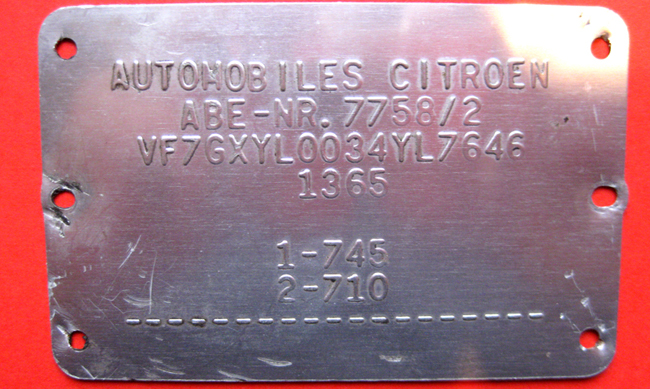 AUTOMOBILES CITROEN
ABE-NR. 7758/2
VF7GXYL0034YL7646
1365
1-745
2-710
--------------------